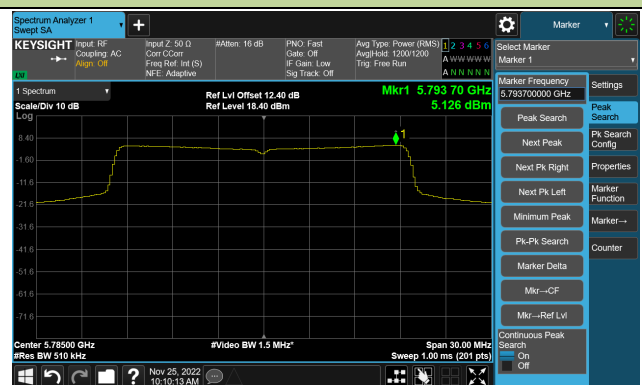 Spectrum Analyzer 1
Swept SA
+
Marker
KEYSIGHT
Input: RF
Coupling: AC
Align: Off
Input Z: 50 Ω
Corr CCorr
Freq Ref: Int (S)
NFE: Adaptive
#Atten: 16 dB
PNO: Fast
Gate: Off
IF Gain: Low
Sig Track: Off
Avg Type: Power (RMS)
Avg|Hold: 1200/1200
Trig: Free Run
1 2 3 4 5 6
A W W W W W
A N N N N N
LXI
Select Marker
Marker 1
1 Spectrum
Scale/Div 10 dB
Log
Ref Lvl Offset 12.40 dB
Ref Level 18.40 dBm
Mkr1 5.793 70 GHz
5.126 dBm
1
8.40
-1.60
-11.6
-21.6
-31.6
-41.6
-51.6
-61.6
-71.6
Center 5.78500 GHz
#Res BW 510 kHz
#Video BW 1.5 MHz*
Span 30.00 MHz
Sweep 1.00 ms (201 pts)
Marker Frequency
5.793700000 GHz
Peak Search
Next Peak
Next Pk Right
Next Pk Left
Minimum Peak
Pk-Pk Search
Marker Delta
Mkr→CF
Mkr→Ref Lvl
Continuous Peak
Search
On
Off
Settings
Peak
Search
Pk Search
Config
Properties
Marker
Function
Marker→
Counter
?
Nov 25, 2022
10:10:13 AM